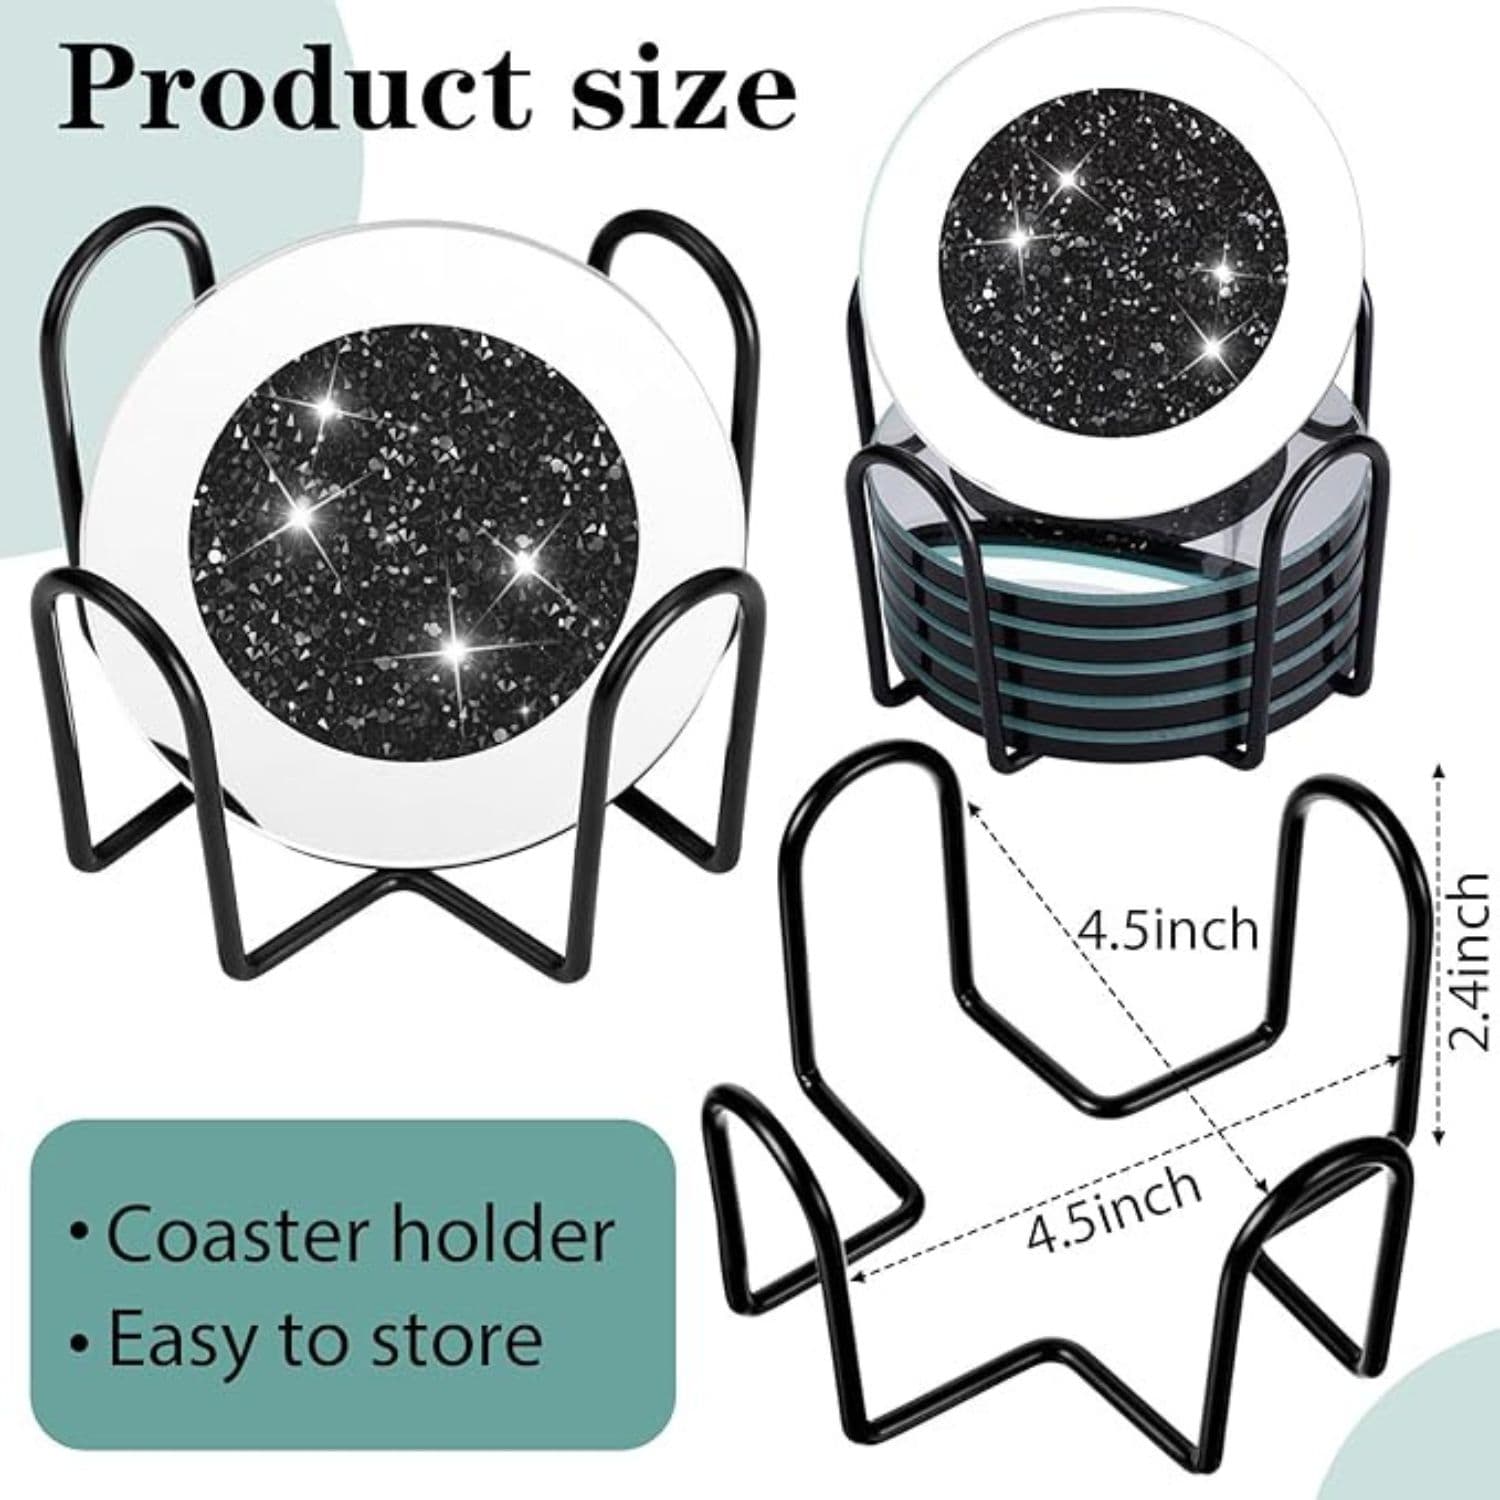 Product size
4.5inch
2.4inch
4.5inch
• Coaster holder
• Easy to store